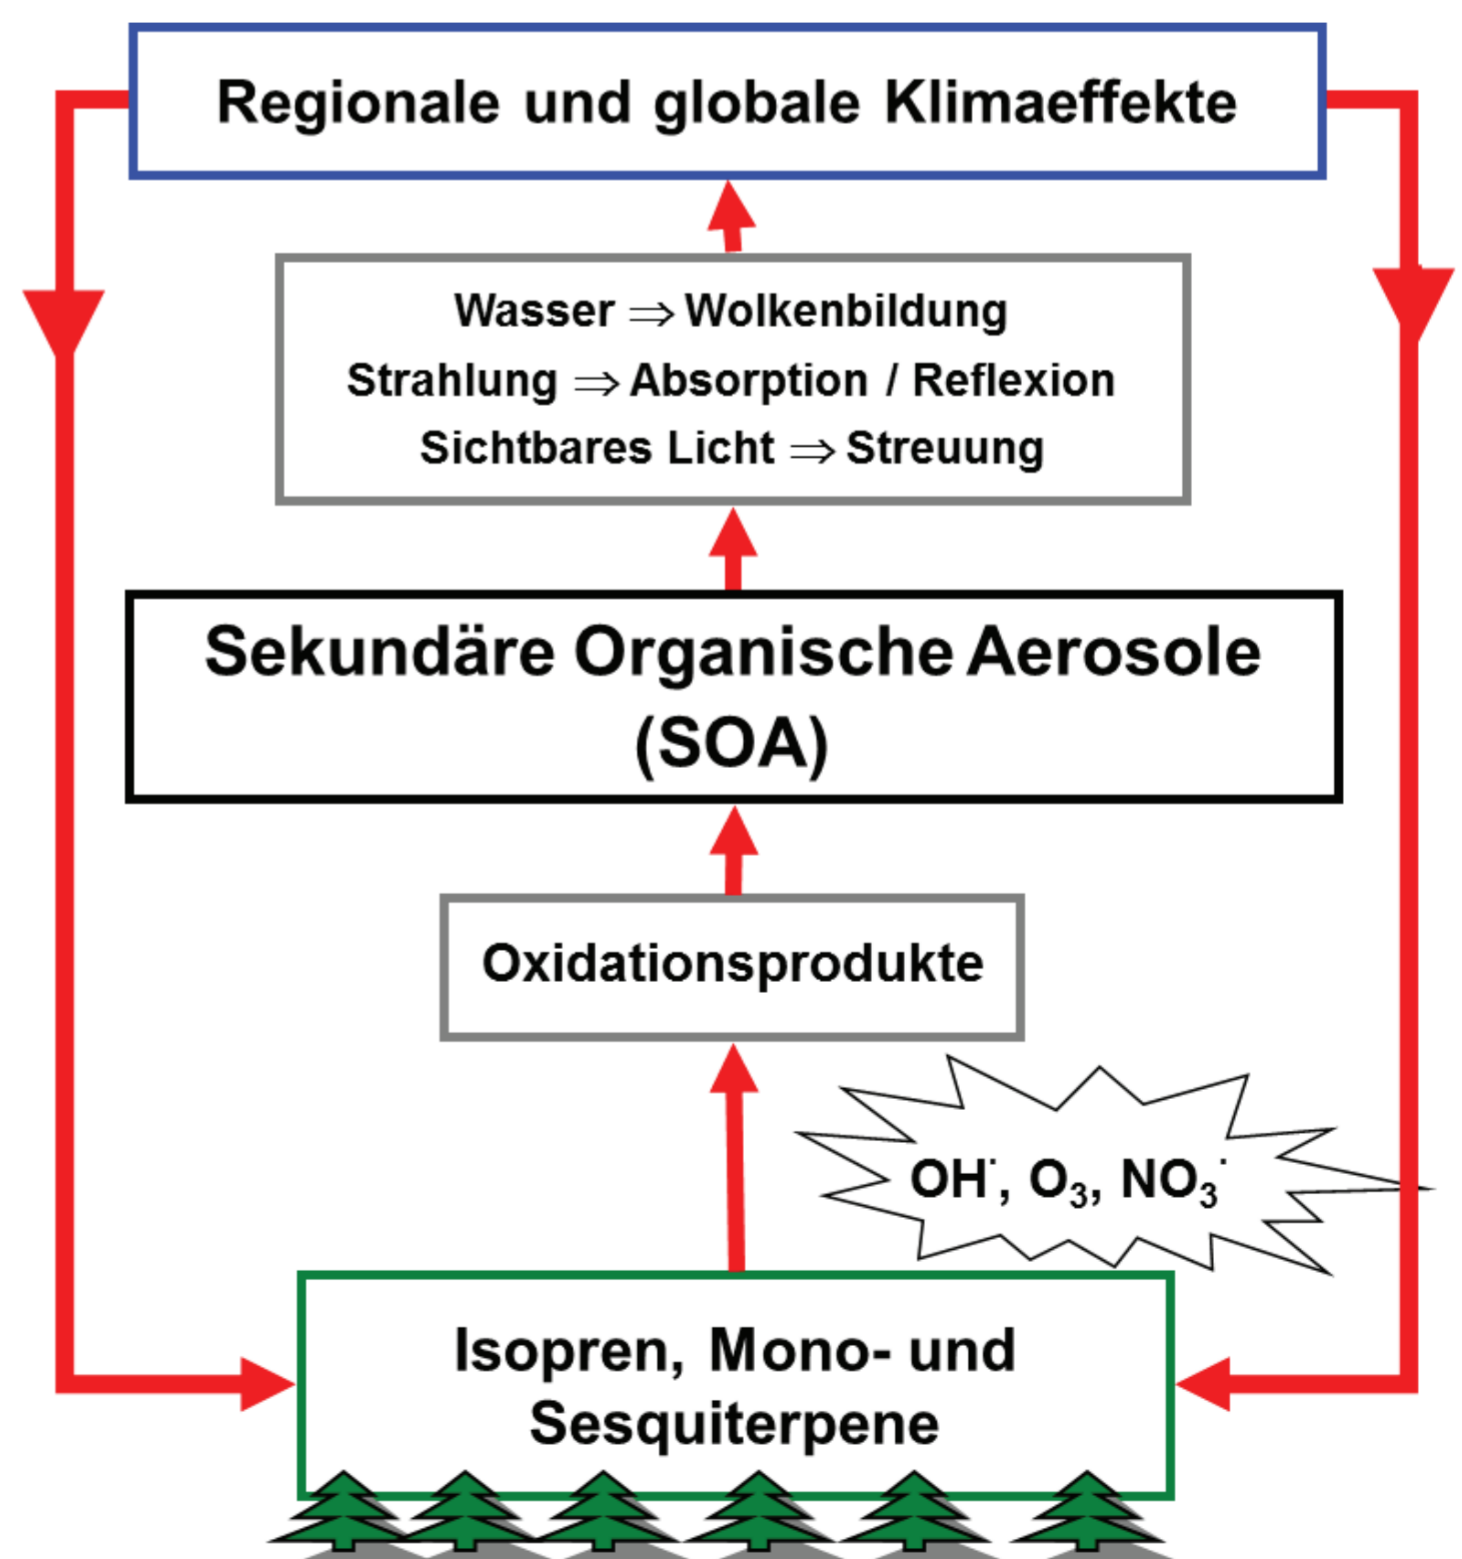 Regionale und globale Klimaeffekte
Wasser ⇒ Wolkenbildung
Strahlung ⇒ Absorption / Reflexion
Sichtbares Licht ⇒ Streuung
Sekundäre Organische Aerosole
(SOA)
Oxidationsprodukte
OH˙, O₃, NO₃˙
Isopren, Mono- und
Sesquiterpene